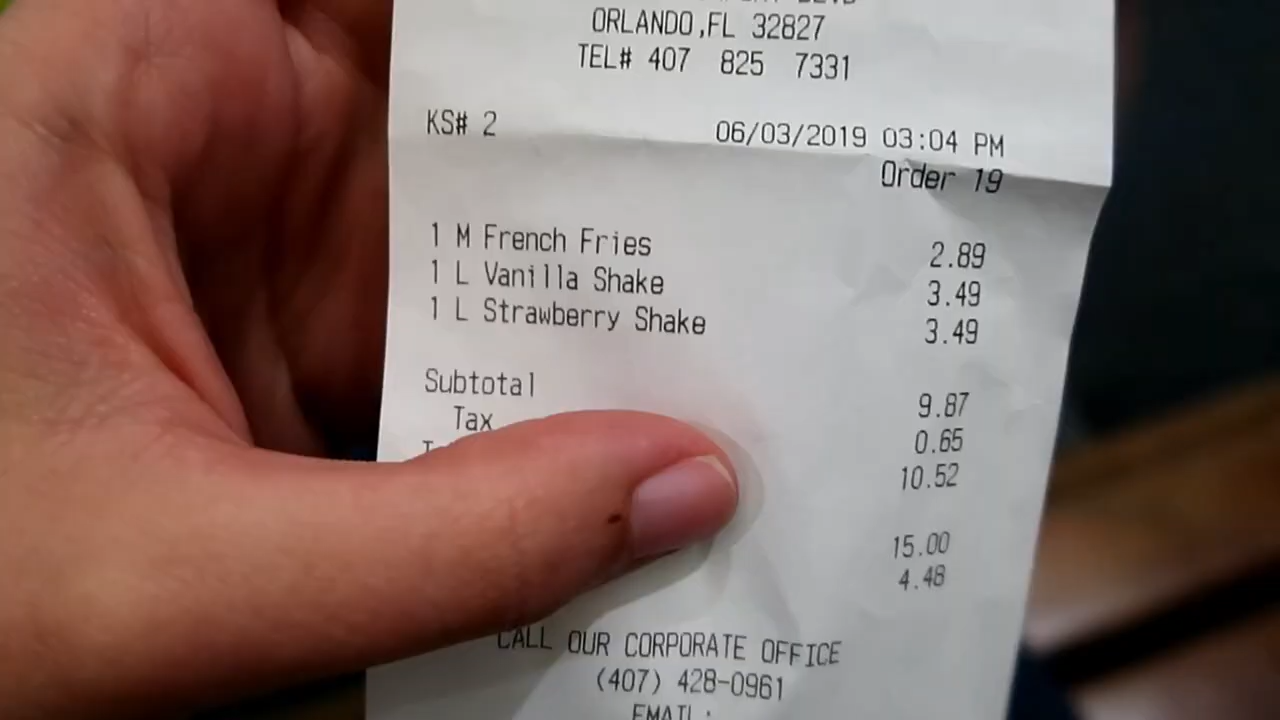 ORLANDO,FL 32827
TEL# 407 825 7331
KS# 2 06/03/2019 03:04 PM
Order 19
1 M French Fries 2.89
1 L Vanilla Shake 3.49
1 L Strawberry Shake 3.49
Subtotal 9.87
Tax 0.65
10.52
15.00
4.48
CALL OUR CORPORATE OFFICE
(407) 428-0961
EMAIL: